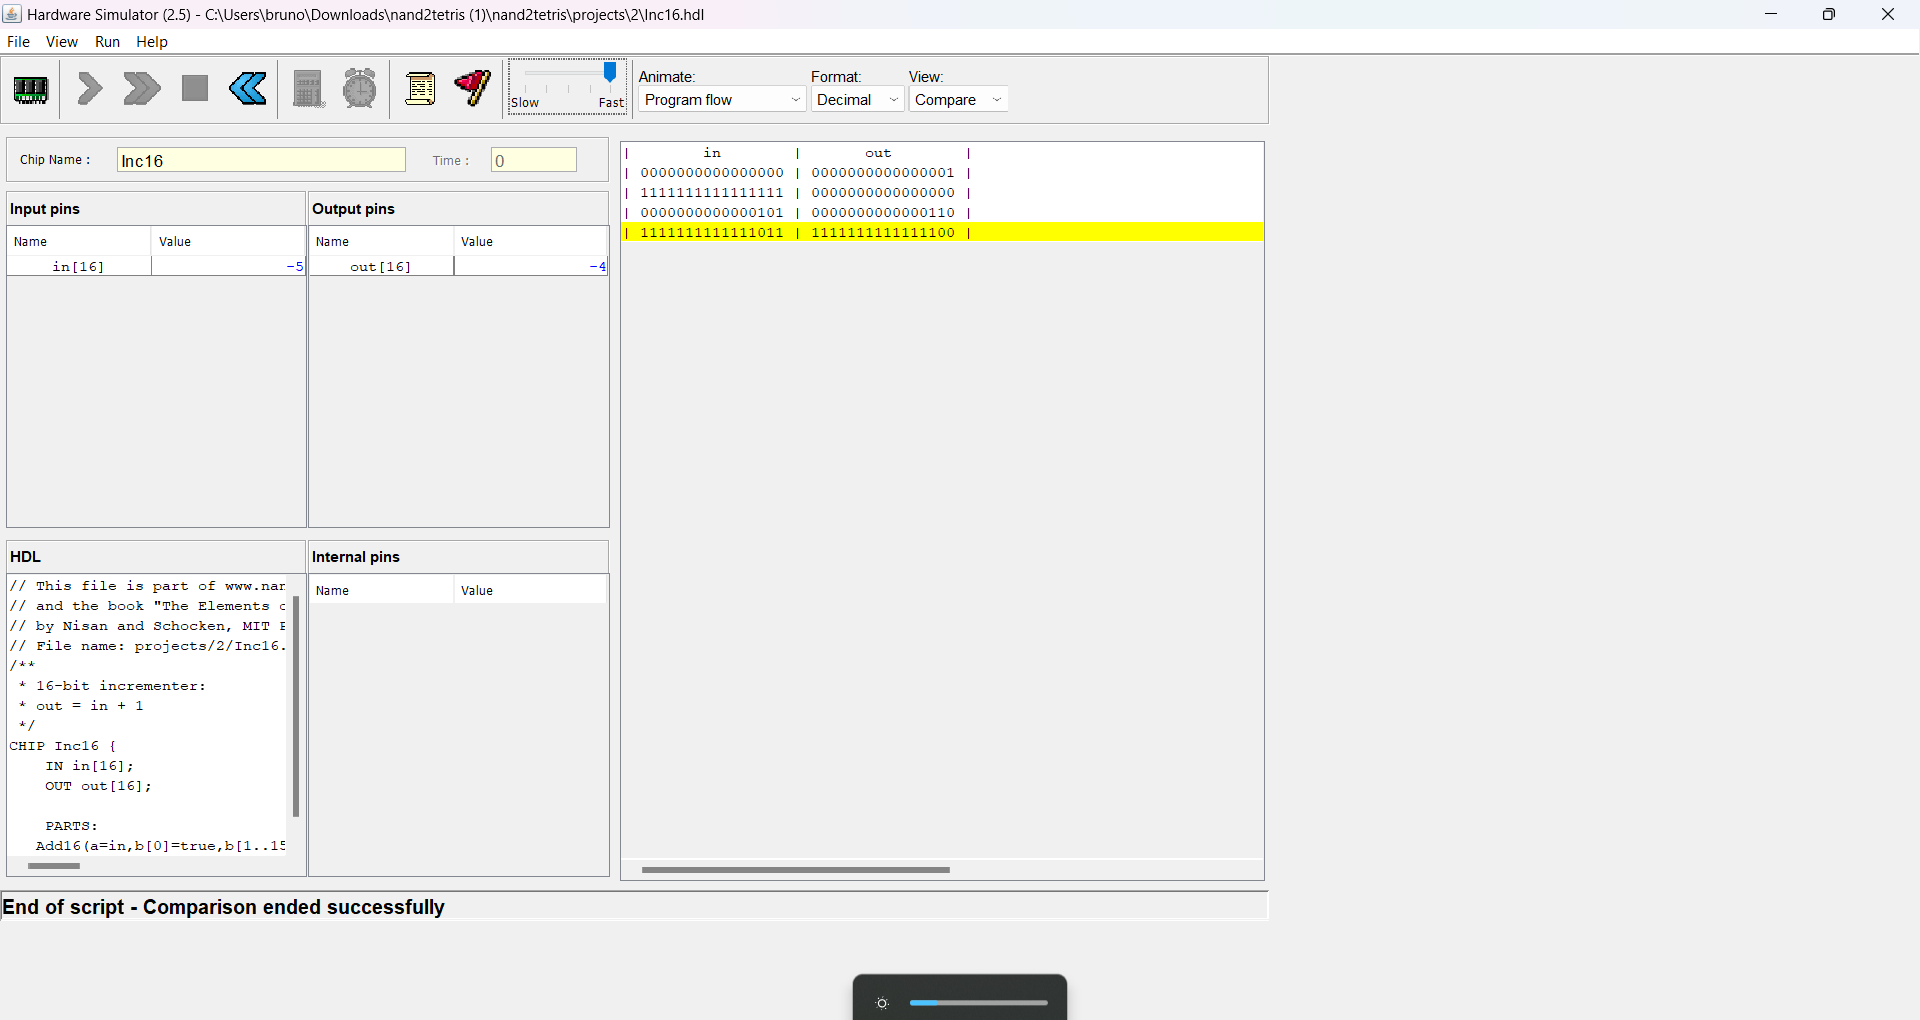 Hardware Simulator (2.5) - C:\Users\bruno\Downloads\nand2tetris (1)\nand2tetris\projects\2\Inc16.hdl
File View Run Help
Slow Fast
Animate: Format: View:
Program flow Decimal Compare
Chip Name : Inc16 Time : 0
Input pins
Name Value
in[16] -5
Output pins
Name Value
out[16] -4
| in | out |
| 0000000000000000 | 0000000000000001 |
| 1111111111111111 | 0000000000000000 |
| 0000000000000101 | 0000000000000110 |
| 1111111111111011 | 1111111111111100 |
HDL
// This file is part of www.nan
// and the book "The Elements o
// by Nisan and Schocken, MIT P
// File name: projects/2/Inc16.
/**
* 16-bit incrementer:
* out = in + 1
*/
CHIP Inc16 {
IN in[16];
OUT out[16];
PARTS:
Add16(a=in,b[0]=true,b[1..15
Internal pins
Name Value
End of script - Comparison ended successfully